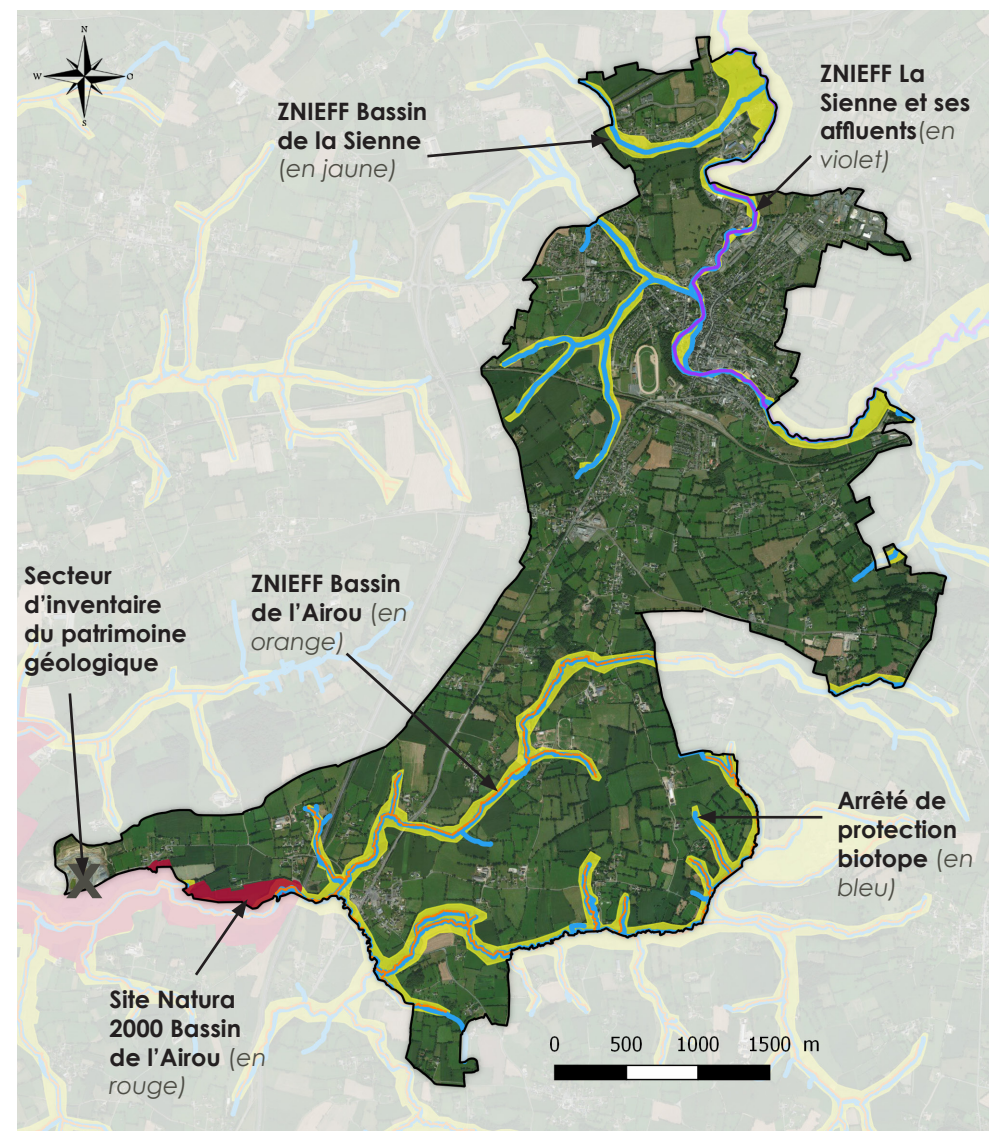 N
W
O
S
ZNIEFF Bassin
de la Sienne
(en jaune)
ZNIEFF La
Sienne et ses
affluents(en
violet)
Secteur
d'inventaire
du patrimoine
géologique
ZNIEFF Bassin
de l'Airou (en
orange)
Arrêté de
protection
biotope (en
bleu)
X
Site Natura
2000 Bassin
de l'Airou (en
rouge)
0 500 1000 1500 m